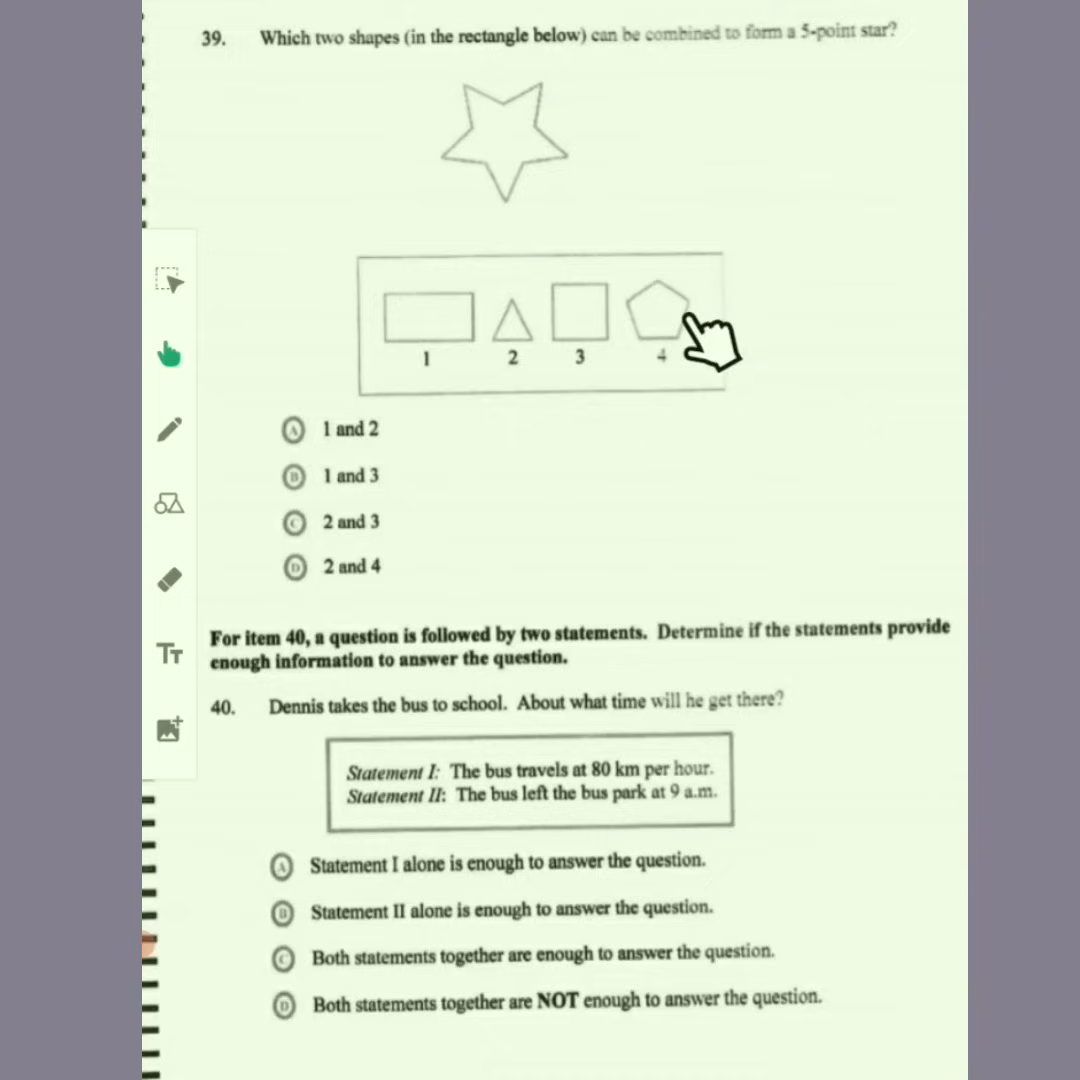 39. Which two shapes (in the rectangle below) can be combined to form a 5-point star?
1 2 3 4
A 1 and 2
B 1 and 3
C 2 and 3
D 2 and 4
For item 40, a question is followed by two statements. Determine if the statements provide
enough information to answer the question.
40. Dennis takes the bus to school. About what time will he get there?
Statement I: The bus travels at 80 km per hour.
Statement II: The bus left the bus park at 9 a.m.
A Statement I alone is enough to answer the question.
B Statement II alone is enough to answer the question.
C Both statements together are enough to answer the question.
D Both statements together are NOT enough to answer the question.
TT